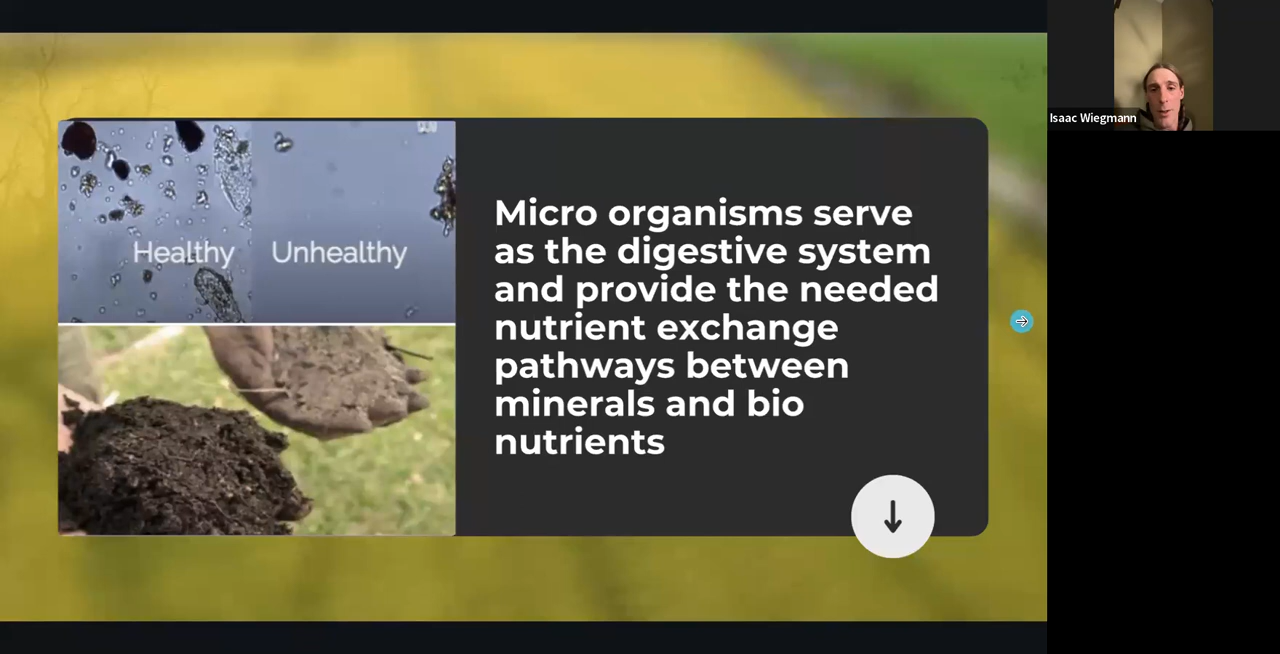 Healthy
Unhealthy
Micro organisms serve
as the digestive system
and provide the needed
nutrient exchange
pathways between
minerals and bio
nutrients
Isaac Wiegmann